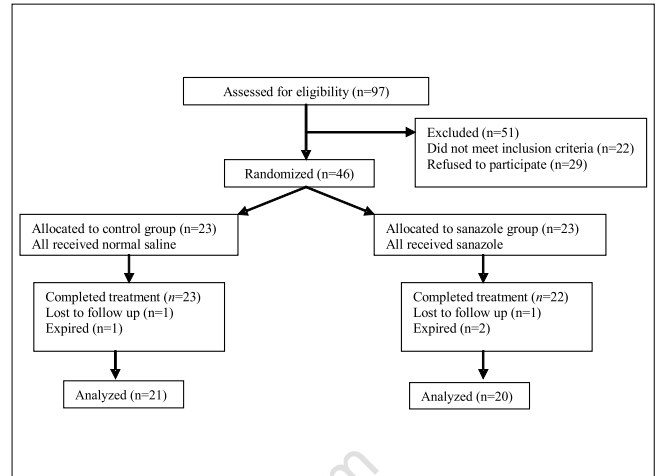 Assessed for eligibility (n=97)
Excluded (n=51)
Did not meet inclusion criteria (n=22)
Refused to participate (n=29)
Randomized (n=46)
Allocated to control group (n=23)
All received normal saline
Allocated to sanazole group (n=23)
All received sanazole
Completed treatment (n=23)
Lost to follow up (n=1)
Expired (n=1)
Completed treatment (n=22)
Lost to follow up (n=1)
Expired (n=2)
Analyzed (n=21)
Analyzed (n=20)
m